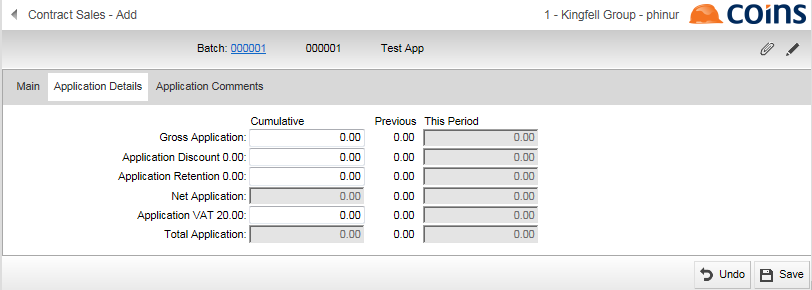 Contract Sales - Add 1 - Kingfell Group - phinur coins
Batch: 000001 000001 Test App
Main Application Details Application Comments
Cumulative Previous This Period
Gross Application: 0.00 0.00 0.00
Application Discount 0.00: 0.00 0.00 0.00
Application Retention 0.00: 0.00 0.00 0.00
Net Application: 0.00 0.00 0.00
Application VAT 20.00: 0.00 0.00 0.00
Total Application: 0.00 0.00 0.00
Undo Save